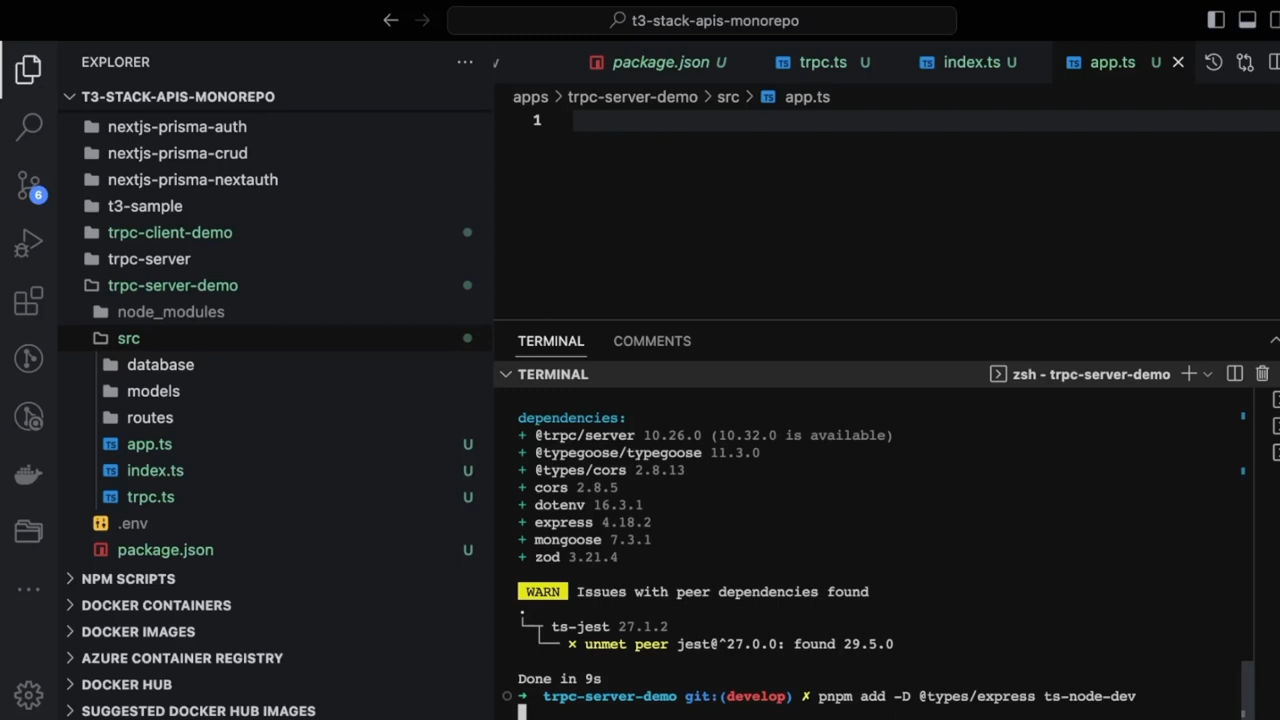 t3-stack-apis-monorepo
EXPLORER
package.json U
trpc.ts U
index.ts U
app.ts U
T3-STACK-APIS-MONOREPO
apps > trpc-server-demo > src > TS app.ts
1
nextjs-prisma-auth
nextjs-prisma-crud
nextjs-prisma-nextauth
6
t3-sample
trpc-client-demo
trpc-server
trpc-server-demo
node_modules
src
database
models
routes
TS app.ts U
TS index.ts U
TS trpc.ts U
.env
package.json U
NPM SCRIPTS
DOCKER CONTAINERS
DOCKER IMAGES
AZURE CONTAINER REGISTRY
DOCKER HUB
SUGGESTED DOCKER HUB IMAGES
TERMINAL COMMENTS
TERMINAL
zsh - trpc-server-demo
dependencies:
+ @trpc/server 10.26.0 (10.32.0 is available)
+ @typegoose/typegoose 11.3.0
+ @types/cors 2.8.13
+ cors 2.8.5
+ dotenv 16.3.1
+ express 4.18.2
+ mongoose 7.3.1
+ zod 3.21.4
WARN Issues with peer dependencies found
.
└─┬ ts-jest 27.1.2
└── ✕ unmet peer jest@^27.0.0: found 29.5.0
Done in 9s
➜ trpc-server-demo git:(develop) ✗ pnpm add -D @types/express ts-node-dev